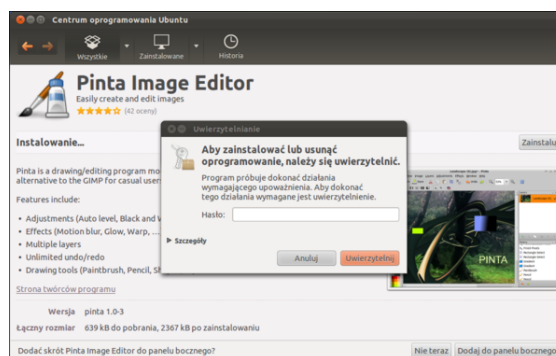 Centrum oprogramowania Ubuntu
Wszystkie
Zainstalowane
Historia
Pinta Image Editor
Easily create and edit images
(42 oceny)
Instalowanie...
Zainstalu
Uwierzytelnianie
Aby zainstalować lub usunąć
oprogramowanie, należy się uwierzytelnić.
Program próbuje dokonać działania
wymagającego upoważnienia. Aby dokonać
tego działania wymagane jest uwierzytelnienie.
Hasło:
Szczegóły
Anuluj
Uwierzytelnij
Pinta is a drawing/editing program mo
alternative to the GIMP for casual user
Features include:
• Adjustments (Auto level, Black and W
• Effects (Motion blur, Glow, Warp, ...
• Multiple layers
• Unlimited undo/redo
• Drawing tools (Paintbrush, Pencil, Sh
PINTA
Strona twórców programu
Wersja pinta 1.0-3
Łączny rozmiar 639 kB do pobrania, 2367 kB po zainstalowaniu
Dodać skrót Pinta Image Editor do panelu bocznego?
Nie teraz
Dodaj do panelu bocznego